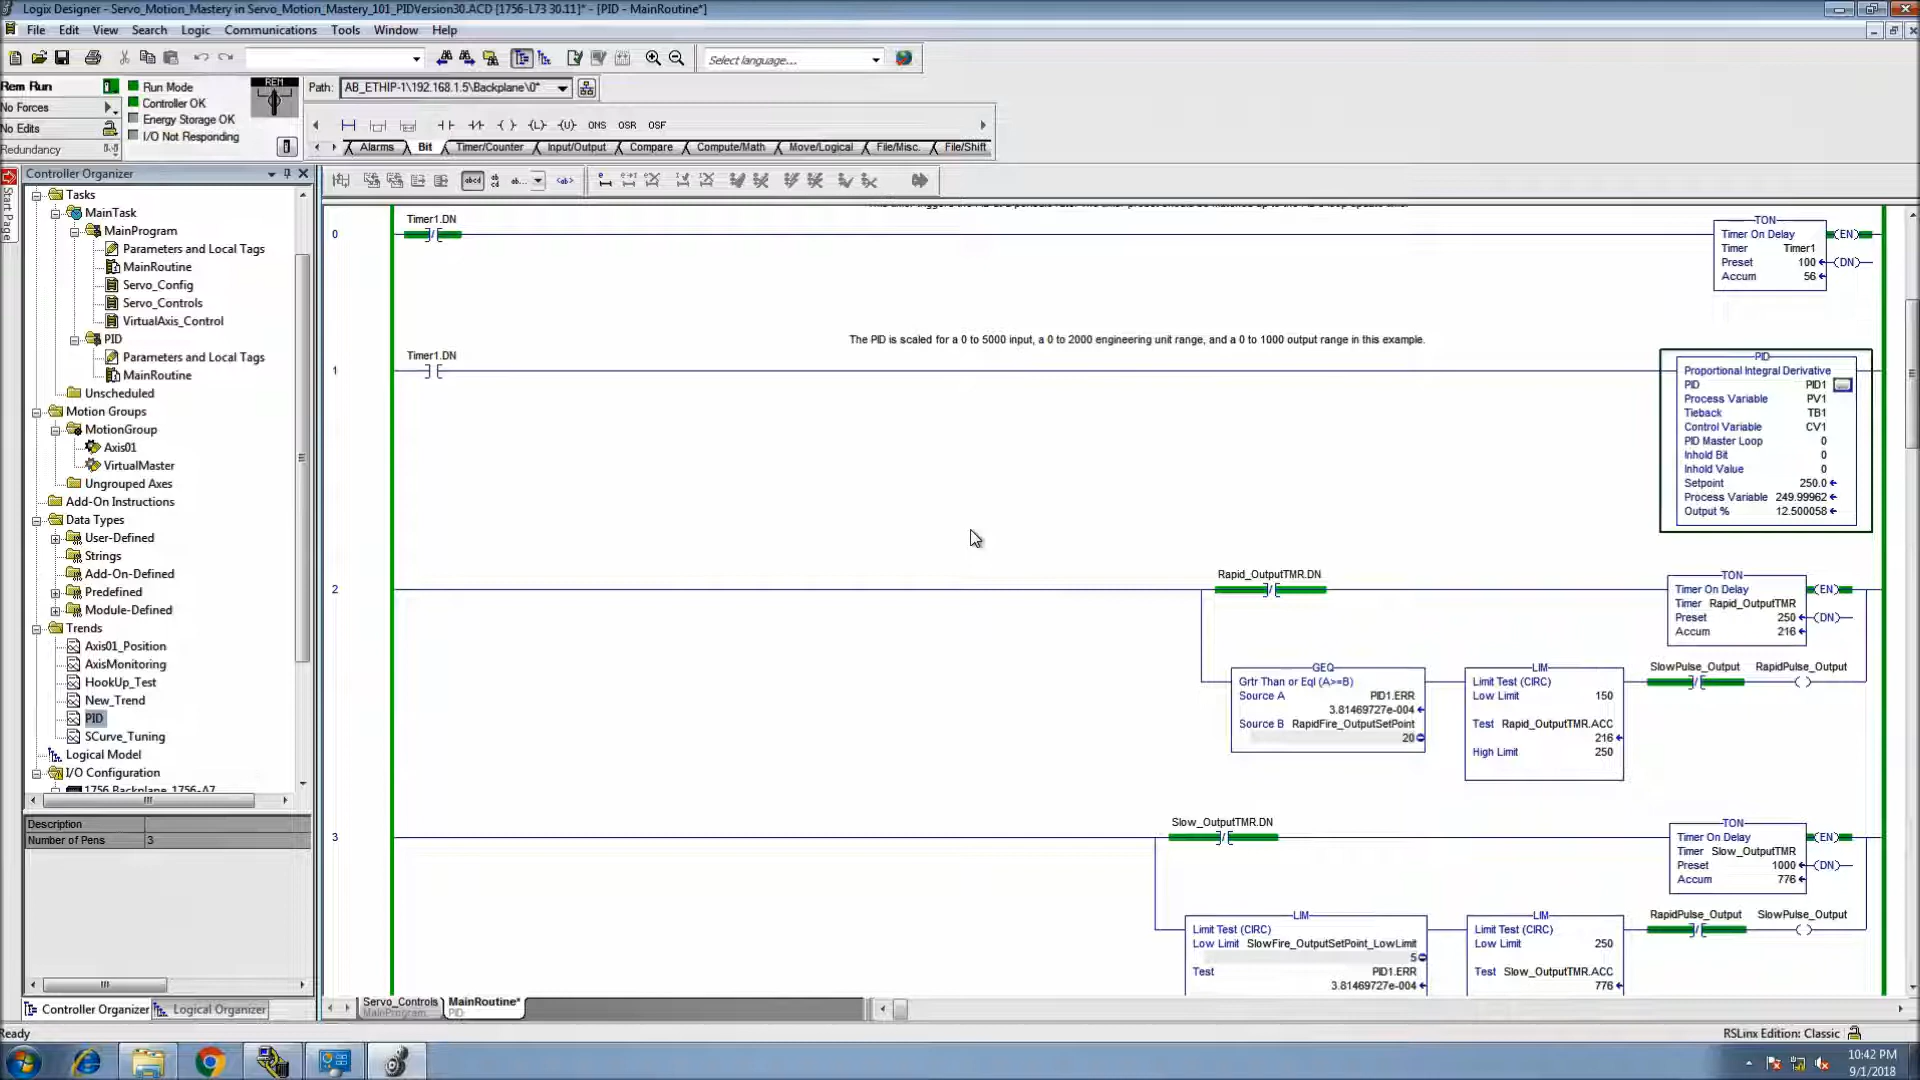 Logix Designer - Servo_Motion_Mastery in Servo_Motion_Mastery_101_PIDVersion30.ACD [1756-L73 30.11]* - [PID - MainRoutine*]
File Edit View Search Logic Communications Tools Window Help
Select language...
Rem Run
No Forces
No Edits
Redundancy
Run Mode
Controller OK
Energy Storage OK
I/O Not Responding
REM
Path: AB_ETHIP-1\192.168.1.5\Backplane\0*
(L) (U) ONS OSR OSF
Alarms Bit Timer/Counter Input/Output Compare Compute/Math Move/Logical File/Misc. File/Shift
Start Page
Controller Organizer
Tasks
MainTask
MainProgram
Parameters and Local Tags
MainRoutine
Servo_Config
Servo_Controls
VirtualAxis_Control
PID
Parameters and Local Tags
MainRoutine
Unscheduled
Motion Groups
MotionGroup
Axis01
VirtualMaster
Ungrouped Axes
Add-On Instructions
Data Types
User-Defined
Strings
Add-On-Defined
Predefined
Module-Defined
Trends
Axis01_Position
AxisMonitoring
HookUp_Test
New_Trend
PID
SCurve_Tuning
Logical Model
I/O Configuration
1756 Backplane, 1756-A7
Description
Number of Pens 3
Controller Organizer Logical Organizer
0
Timer1.DN
TON
Timer On Delay
Timer Timer1
Preset 100
Accum 56
EN
DN
The PID is scaled for a 0 to 5000 input, a 0 to 2000 engineering unit range, and a 0 to 1000 output range in this example.
1
Timer1.DN
PID
Proportional Integral Derivative
PID PID1
Process Variable PV1
Tieback TB1
Control Variable CV1
PID Master Loop 0
Inhold Bit 0
Inhold Value 0
Setpoint 250.0
Process Variable 249.99962
Output % 12.500058
2
Rapid_OutputTMR.DN
TON
Timer On Delay
Timer Rapid_OutputTMR
Preset 250
Accum 216
EN
DN
GEQ
Grtr Than or Eql (A>=B)
Source A PID1.ERR
3.81469727e-004
Source B RapidFire_OutputSetPoint
20
LIM
Limit Test (CIRC)
Low Limit 150
Test Rapid_OutputTMR.ACC
216
High Limit 250
SlowPulse_Output RapidPulse_Output
3
Slow_OutputTMR.DN
TON
Timer On Delay
Timer Slow_OutputTMR
Preset 1000
Accum 776
EN
DN
LIM
Limit Test (CIRC)
Low Limit SlowFire_OutputSetPoint_LowLimit
5
Test PID1.ERR
3.81469727e-004
LIM
Limit Test (CIRC)
Low Limit 250
Test Slow_OutputTMR.ACC
776
RapidPulse_Output SlowPulse_Output
Servo_Controls MainRoutine*
MainProgram PID
Ready
RSLinx Edition: Classic
10:42 PM
9/1/2018